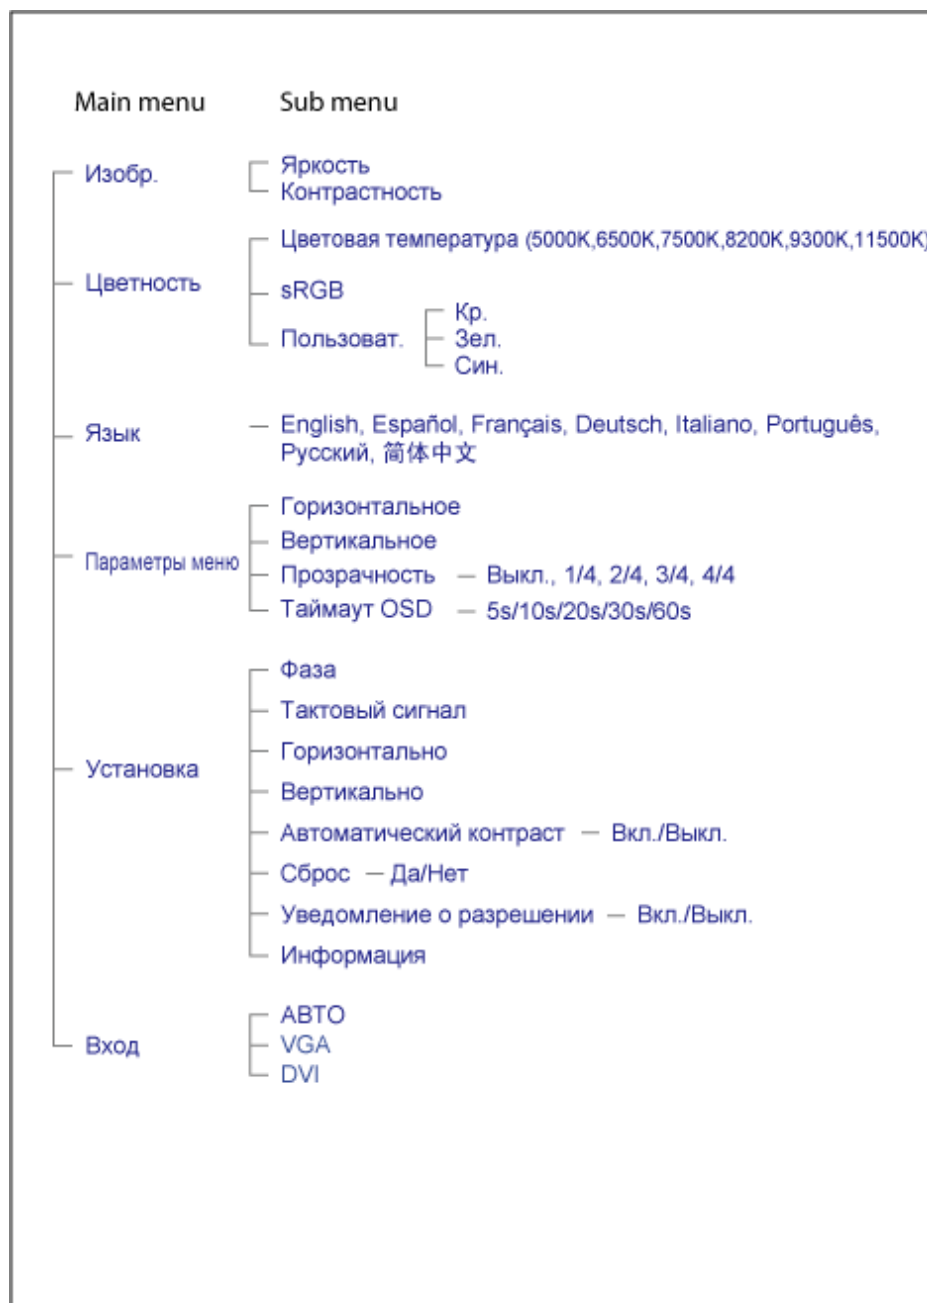 Main menu Sub menu
Изобр.
Яркость
Контрастность
Цветность
Цветовая температура (5000K,6500K,7500K,8200K,9300K,11500K)
sRGB
Пользоват.
Кр.
Зел.
Син.
Язык
English, Español, Français, Deutsch, Italiano, Português,
Русский, 简体中文
Параметры меню
Горизонтальное
Вертикальное
Прозрачность — Выкл., 1/4, 2/4, 3/4, 4/4
Таймаут OSD — 5s/10s/20s/30s/60s
Установка
Фаза
Тактовый сигнал
Горизонтально
Вертикально
Автоматический контраст — Вкл./Выкл.
Сброс — Да/Нет
Уведомление о разрешении — Вкл./Выкл.
Информация
Вход
АВТО
VGA
DVI